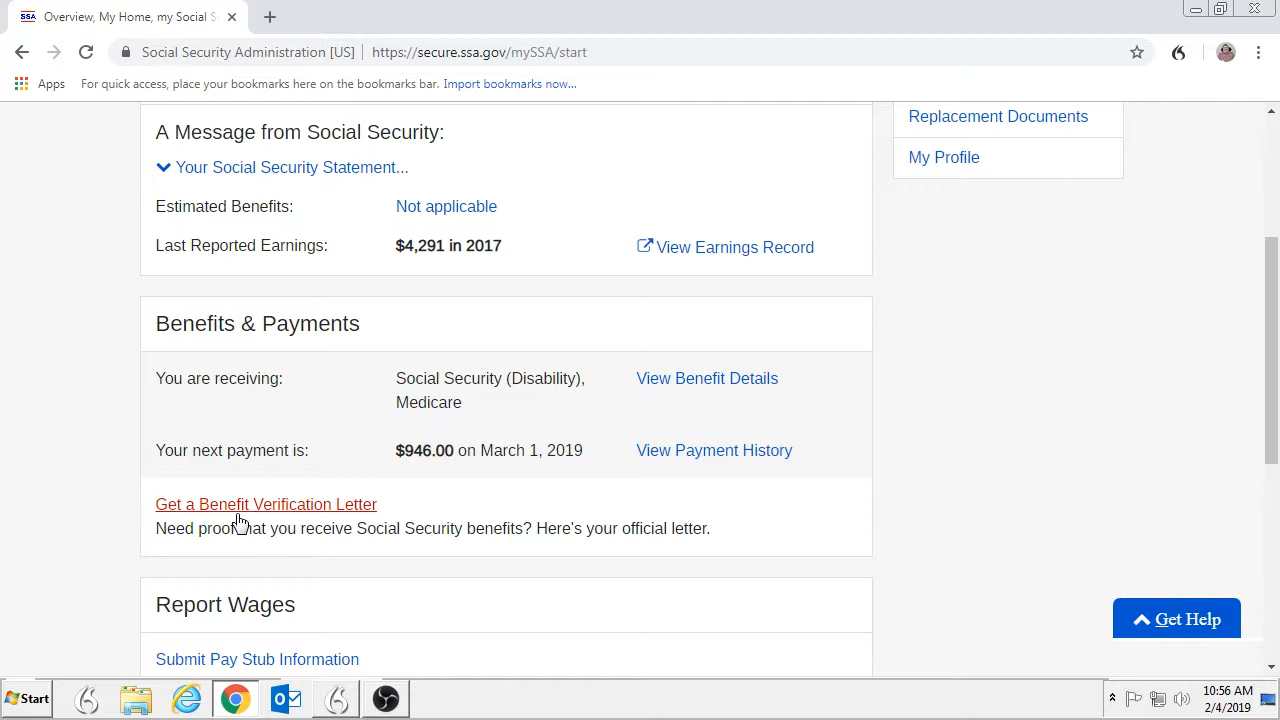 SSA Overview, My Home, my Social S
Social Security Administration [US] https://secure.ssa.gov/mySSA/start
Apps For quick access, place your bookmarks here on the bookmarks bar. Import bookmarks now...
A Message from Social Security:
Your Social Security Statement...
Estimated Benefits: Not applicable
Last Reported Earnings: $4,291 in 2017 View Earnings Record
Replacement Documents
My Profile
Benefits & Payments
You are receiving: Social Security (Disability), View Benefit Details
Medicare
Your next payment is: $946.00 on March 1, 2019 View Payment History
Get a Benefit Verification Letter
Need proof hat you receive Social Security benefits? Here's your official letter.
Report Wages
Submit Pay Stub Information
Get Help
Start
10:56 AM
2/4/2019